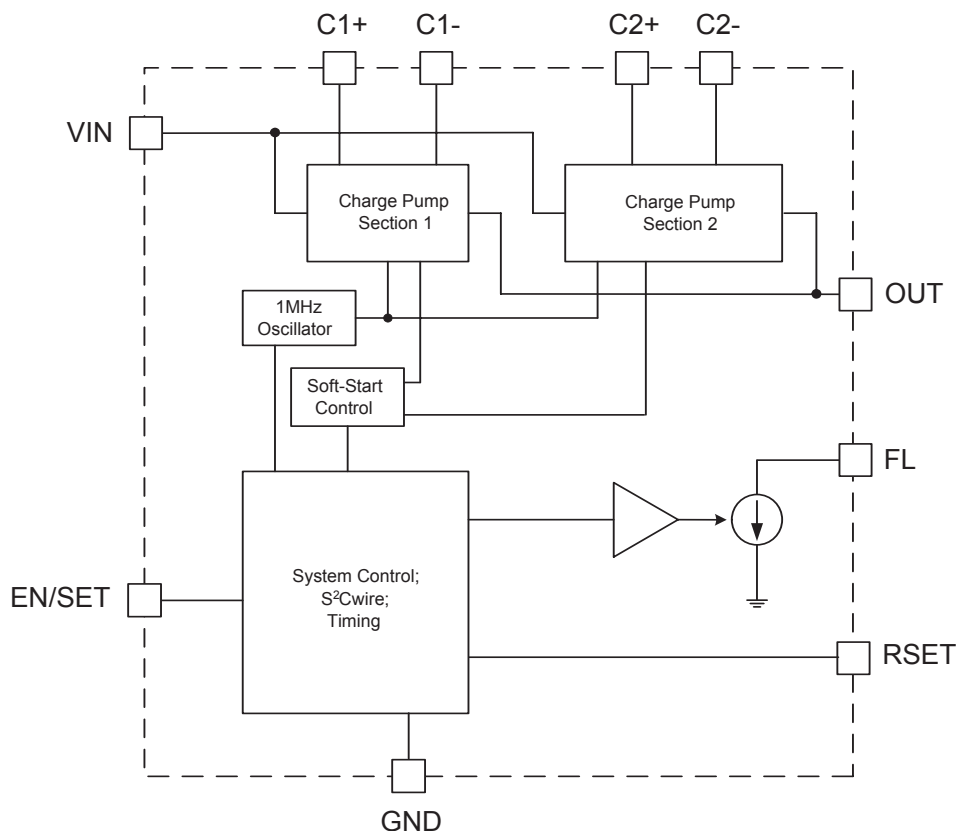 C1+
C1-
C2+
C2-
VIN
Charge Pump
Section 1
Charge Pump
Section 2
OUT
1MHz
Oscillator
Soft-Start
Control
FL
System Control;
S²Cwire;
Timing
EN/SET
RSET
GND